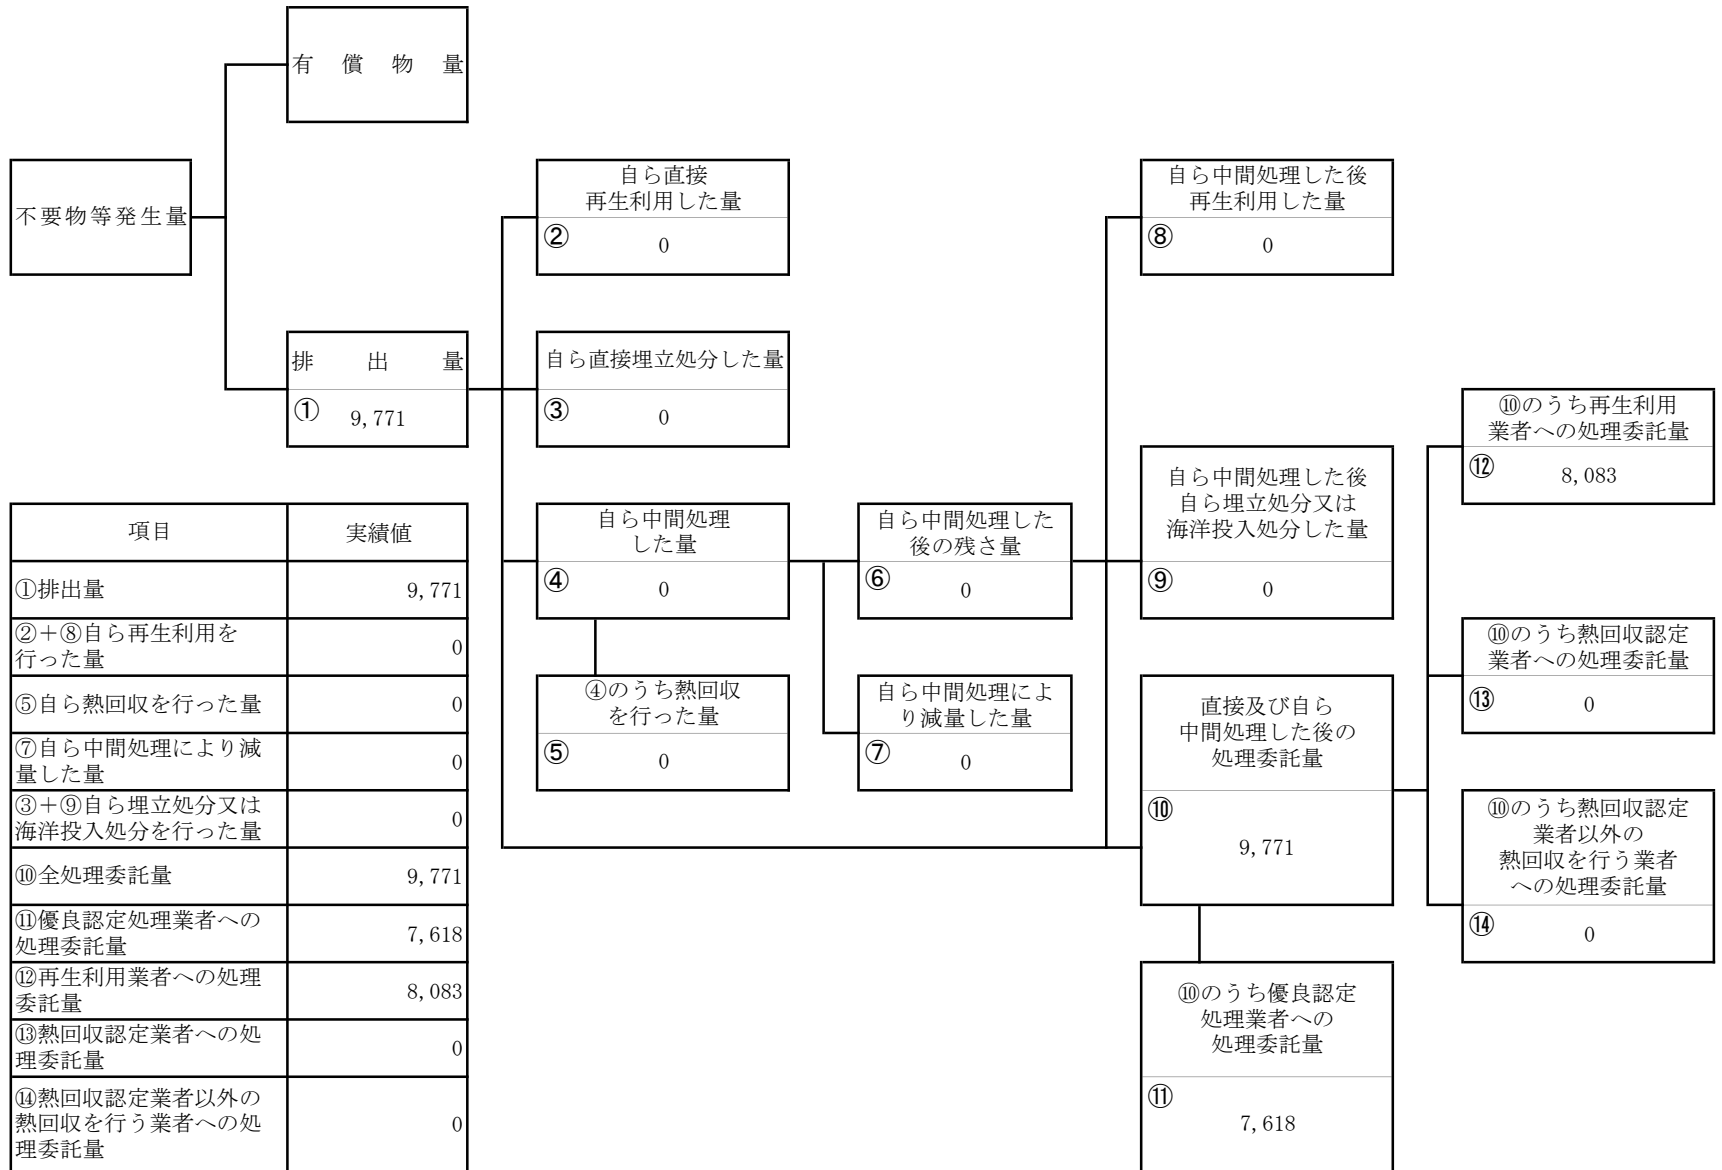 有償物量
不要物等発生量
排出量
① 9,771
自ら直接
再生利用した量
② 0
自ら直接埋立処分した量
③ 0
自ら中間処理
した量
④ 0
④のうち熱回収
を行った量
⑤ 0
自ら中間処理した
後の残さ量
⑥ 0
自ら中間処理によ
り減量した量
⑦ 0
自ら中間処理した後
再生利用した量
⑧ 0
自ら中間処理した後
自ら埋立処分又は
海洋投入処分した量
⑨ 0
直接及び自ら
中間処理した後の
処理委託量
⑩
9,771
⑩のうち優良認定
処理業者への
処理委託量
⑪
7,618
⑩のうち再生利用
業者への処理委託量
⑫ 8,083
⑩のうち熱回収認定
業者への処理委託量
⑬ 0
⑩のうち熱回収認定
業者以外の
熱回収を行う業者
への処理委託量
⑭ 0
項目 実績値
①排出量 9,771
②+⑧自ら再生利用を
行った量 0
⑤自ら熱回収を行った量 0
⑦自ら中間処理により減
量した量 0
③+⑨自ら埋立処分又は
海洋投入処分を行った量 0
⑩全処理委託量 9,771
⑪優良認定処理業者への
処理委託量 7,618
⑫再生利用業者への処理
委託量 8,083
⑬熱回収認定業者への処
理委託量 0
⑭熱回収認定業者以外の
熱回収を行う業者への処
理委託量 0